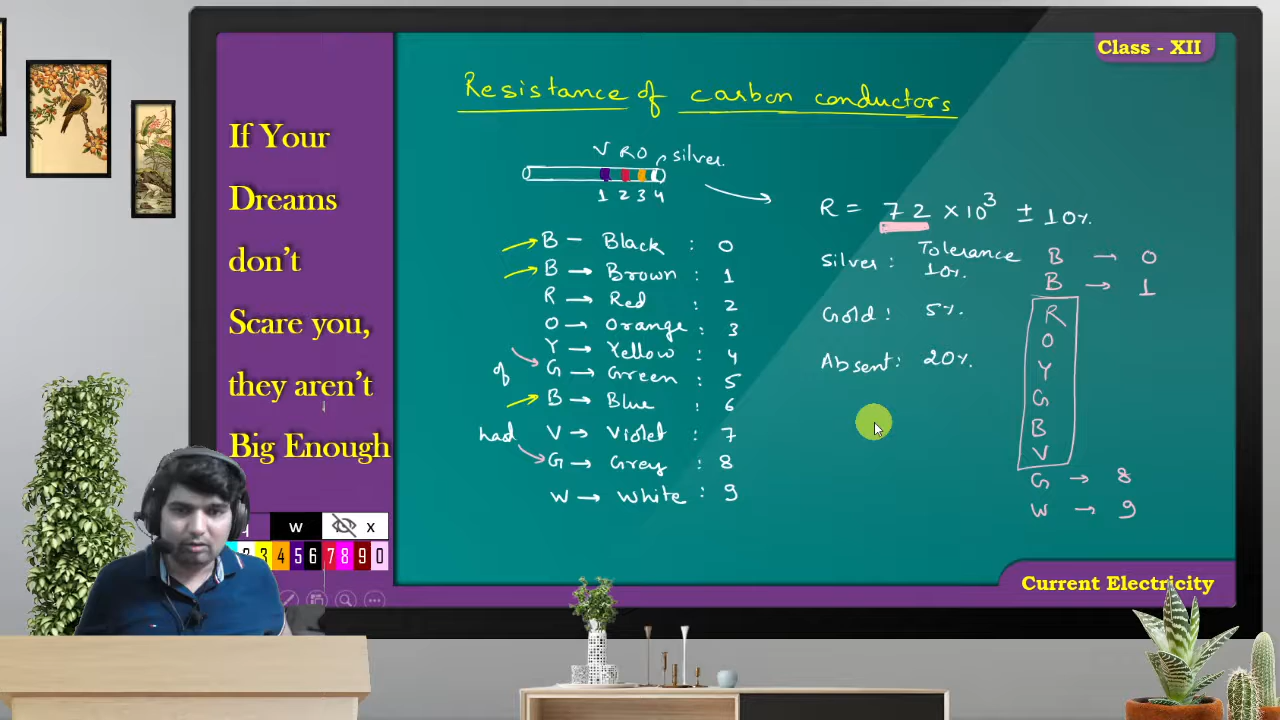 Class - XII
If Your
Dreams
don't
Scare you,
they aren't
Big Enough
Resistance of carbon conductors
V R O silver
1 2 3 4
R = 72 × 10³ ± 10%
B - Black : 0
B → Brown : 1
R → Red : 2
O → Orange : 3
Y → Yellow : 4
of G → Green : 5
B → Blue : 6
had V → Violet : 7
G → Grey : 8
W → White : 9
Silver : Tolerance
10%
Gold : 5%
Absent : 20%
B → 0
B → 1
R
O
Y
G
B
V
G → 8
W → 9
w x
3 4 5 6 7 8 9 0
Current Electricity